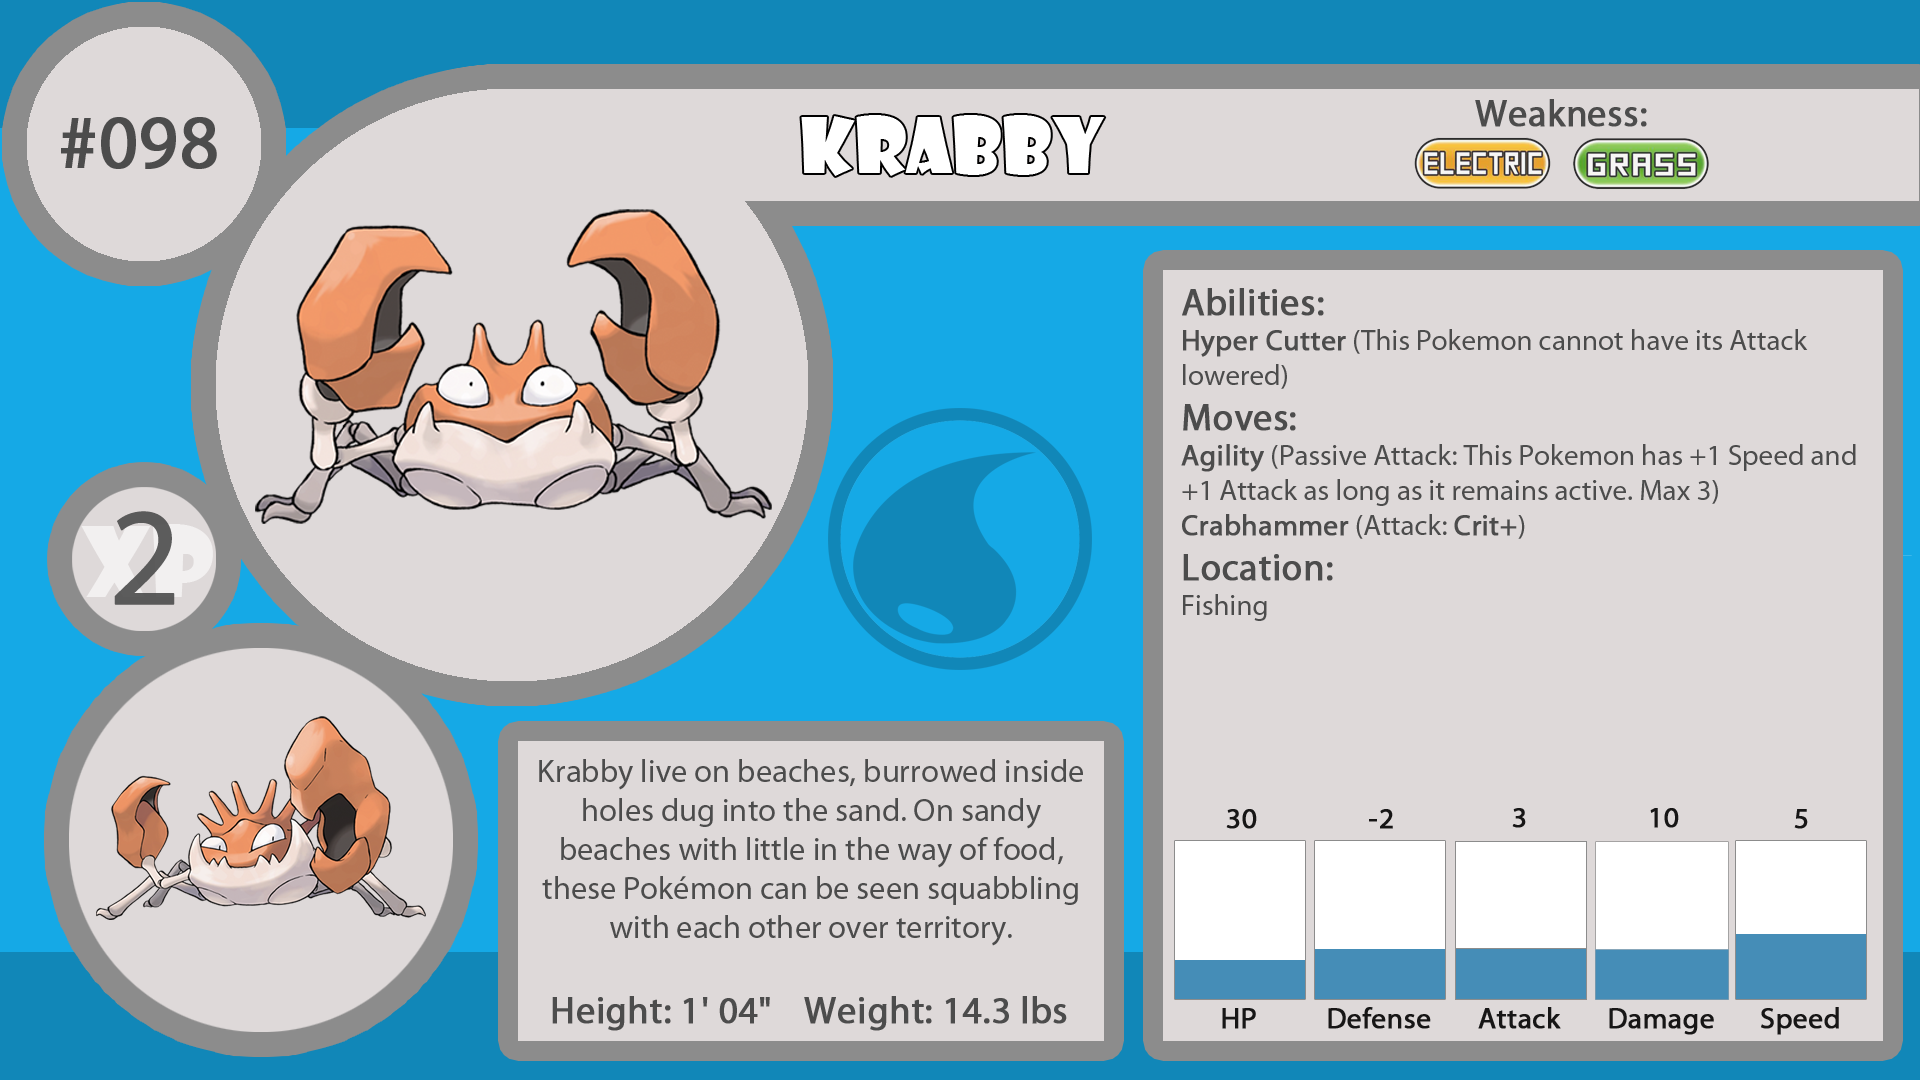 #098
KRABBY
Weakness:
ELECTRIC GRASS
XP
2
Abilities:
Hyper Cutter (This Pokemon cannot have its Attack
lowered)
Moves:
Agility (Passive Attack: This Pokemon has +1 Speed and
+1 Attack as long as it remains active. Max 3)
Crabhammer (Attack: Crit+)
Location:
Fishing
Krabby live on beaches, burrowed inside
holes dug into the sand. On sandy
beaches with little in the way of food,
these Pokémon can be seen squabbling
with each other over territory.
Height: 1' 04" Weight: 14.3 lbs
30 -2 3 10 5
HP Defense Attack Damage Speed